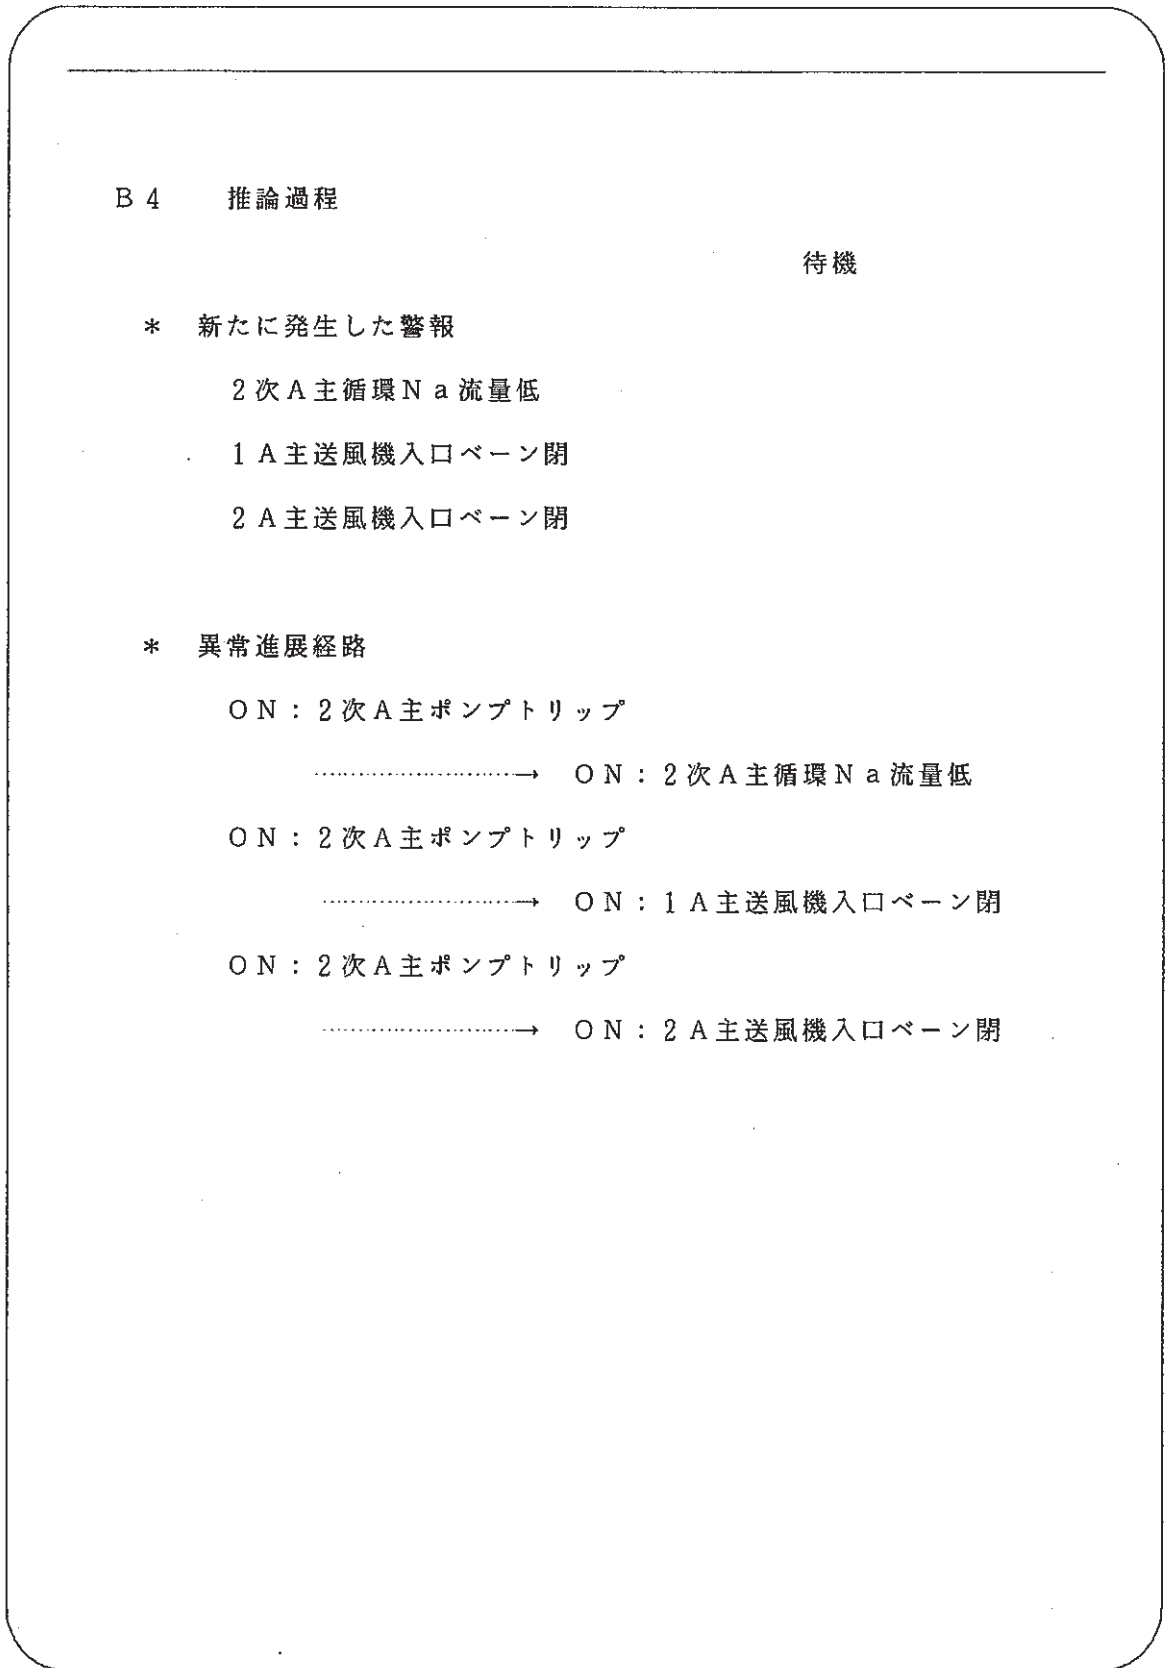 B4 推論過程
待機
* 新たに発生した警報
2次A主循環Na流量低
1A主送風機入口ベーン閉
2A主送風機入口ベーン閉
* 異常進展経路
ON:2次A主ポンプトリップ
························→ ON:2次A主循環Na流量低
ON:2次A主ポンプトリップ
························→ ON:1A主送風機入口ベーン閉
ON:2次A主ポンプトリップ
························→ ON:2A主送風機入口ベーン閉